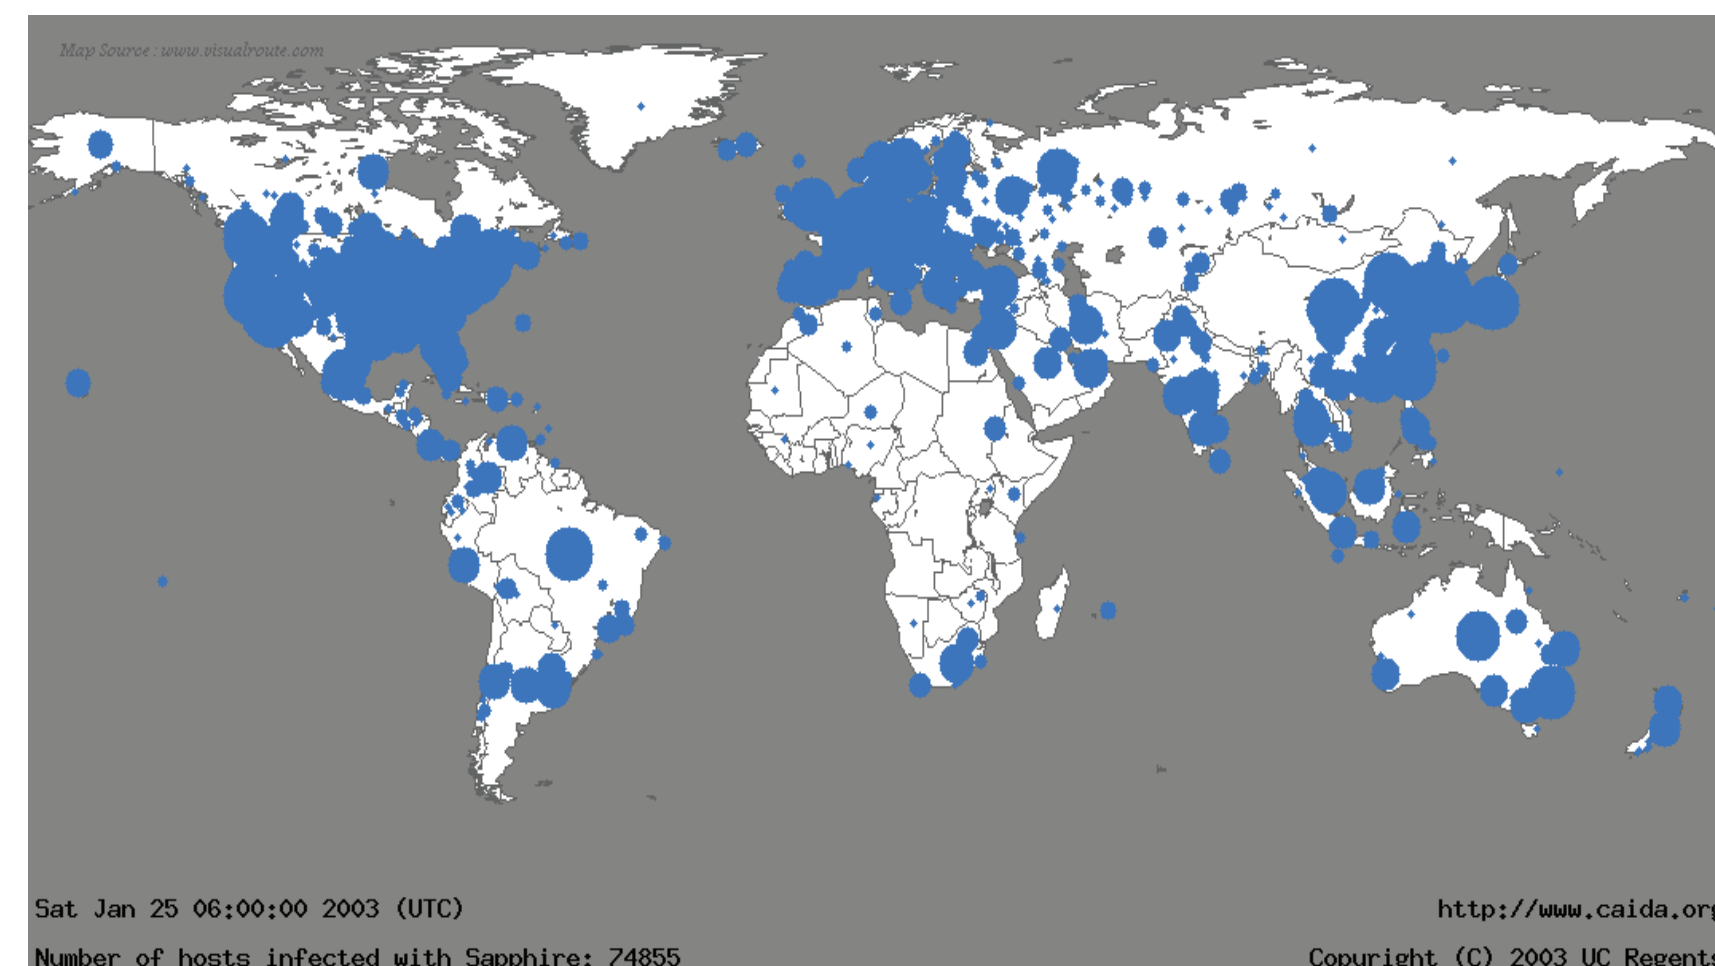 Map Source : www.visualroute.com
Sat Jan 25 06:00:00 2003 (UTC)
http://www.caida.org
Number of hosts infected with Sapphire: 74855
Copyright (C) 2003 UC Regents